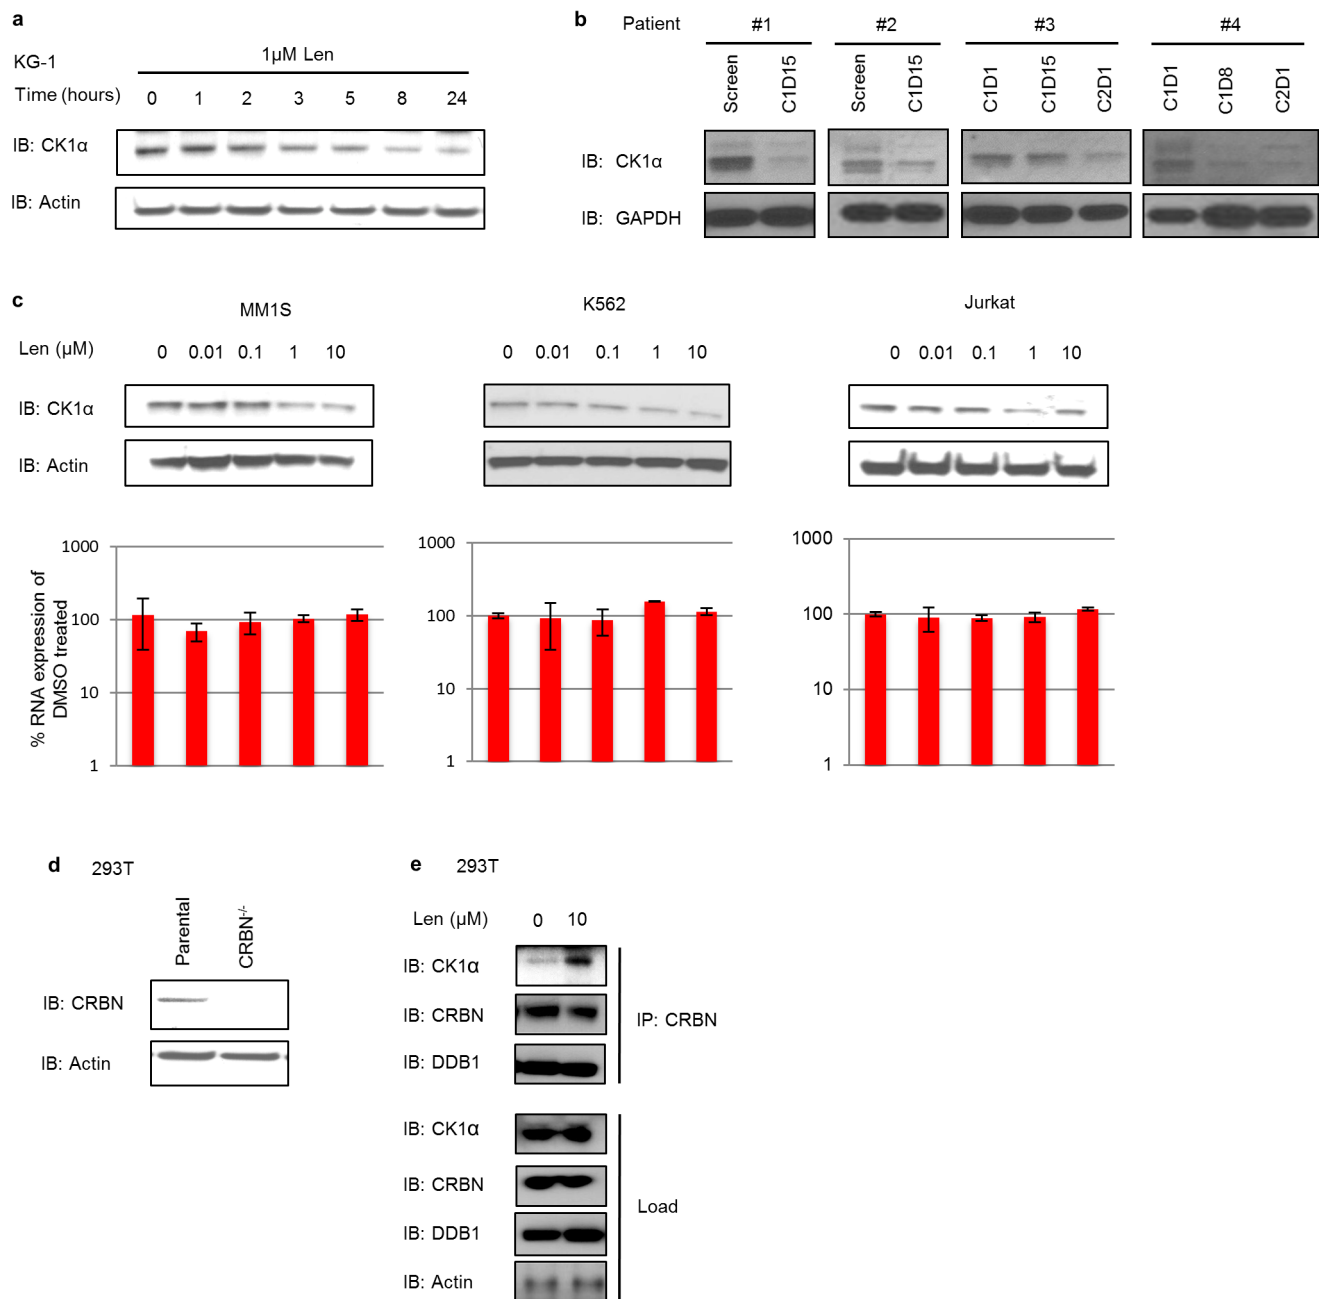 a
KG-1
1µM Len
Time (hours) 0 1 2 3 5 8 24
IB: CK1α
IB: Actin
b
Patient #1 #2 #3 #4
Screen C1D15 Screen C1D15 C1D1 C1D15 C2D1 C1D1 C1D8 C2D1
IB: CK1α
IB: GAPDH
c
MM1S K562 Jurkat
Len (µM) 0 0.01 0.1 1 10 0 0.01 0.1 1 10 0 0.01 0.1 1 10
IB: CK1α
IB: Actin
% RNA expression of
DMSO treated
1000 1000 1000
100 100 100
10 10 10
1 1 1
d 293T
Parental CRBN-/-
IB: CRBN
IB: Actin
e 293T
Len (µM) 0 10
IB: CK1α
IB: CRBN IP: CRBN
IB: DDB1
IB: CK1α
IB: CRBN
Load
IB: DDB1
IB: Actin